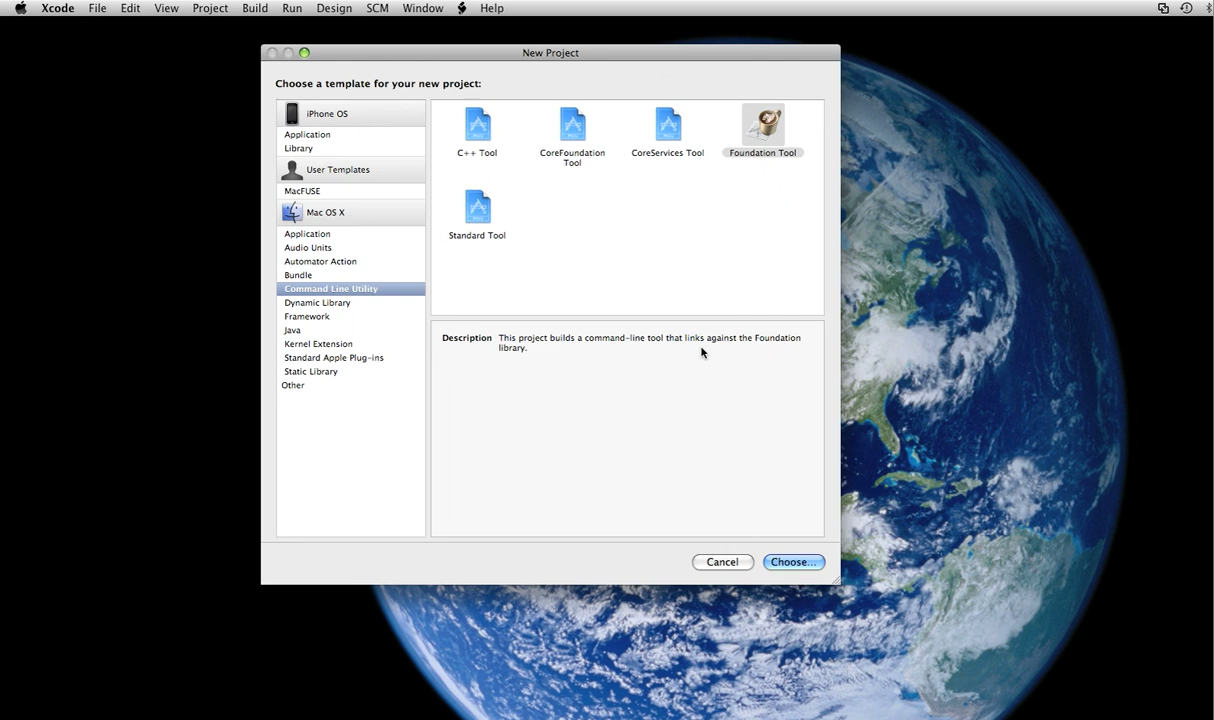 Xcode File Edit View Project Build Run Design SCM Window Help
New Project
Choose a template for your new project:
iPhone OS
Application
Library
User Templates
MacFUSE
Mac OS X
Application
Audio Units
Automator Action
Bundle
Command Line Utility
Dynamic Library
Framework
Java
Kernel Extension
Standard Apple Plug-ins
Static Library
Other
C++ Tool
CoreFoundation
Tool
CoreServices Tool
Foundation Tool
Standard Tool
Description This project builds a command-line tool that links against the Foundation
library.
Cancel Choose...